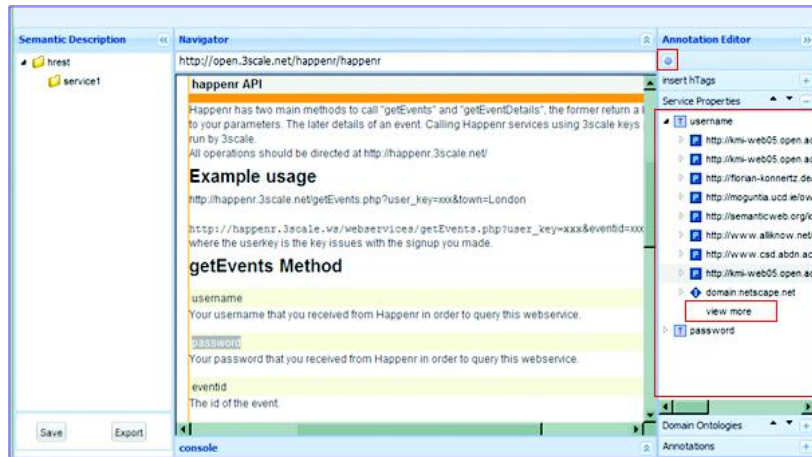 Semantic Description
hrest
service1
Save
Export
Navigator
http://open.3scale.net/happenr/happenr
happenr API
Happenr has two main methods to call "getEvents" and "getEventDetails", the former return a
to your parameters. The later details of an event. Calling Happenr services using 3scale keys
run by 3scale.
All operations should be directed at http://happenr.3scale.net/
Example usage
http://happenr.3scale.net/getEvents.php?user_key=xxx&town=London
http://happenr.3scale.ws/webservices/getEvents.php?user_key=xxx&eventid=xxx
where the userkey is the key issues with the signup you made.
getEvents Method
username
Your username that you received from Happenr in order to query this webservice.
password
Your password that you received from Happenr in order to query this webservice.
eventid
The id of the event
console
Annotation Editor
insert hTags
Service Properties
T username
P http://kmi-web05.open.ac
P http://kmi-web05.open.ac
P http://florian-konnertz.de/
P http://moguntia.ucd.ie/ow
P http://semanticweb.org/i
P http://www.alliknow.net/
P http://www.csd.abdn.ac
P http://kmi-web05.open.ac
domain:netscape.net
view more
T password
Domain Ontologies
Annotations